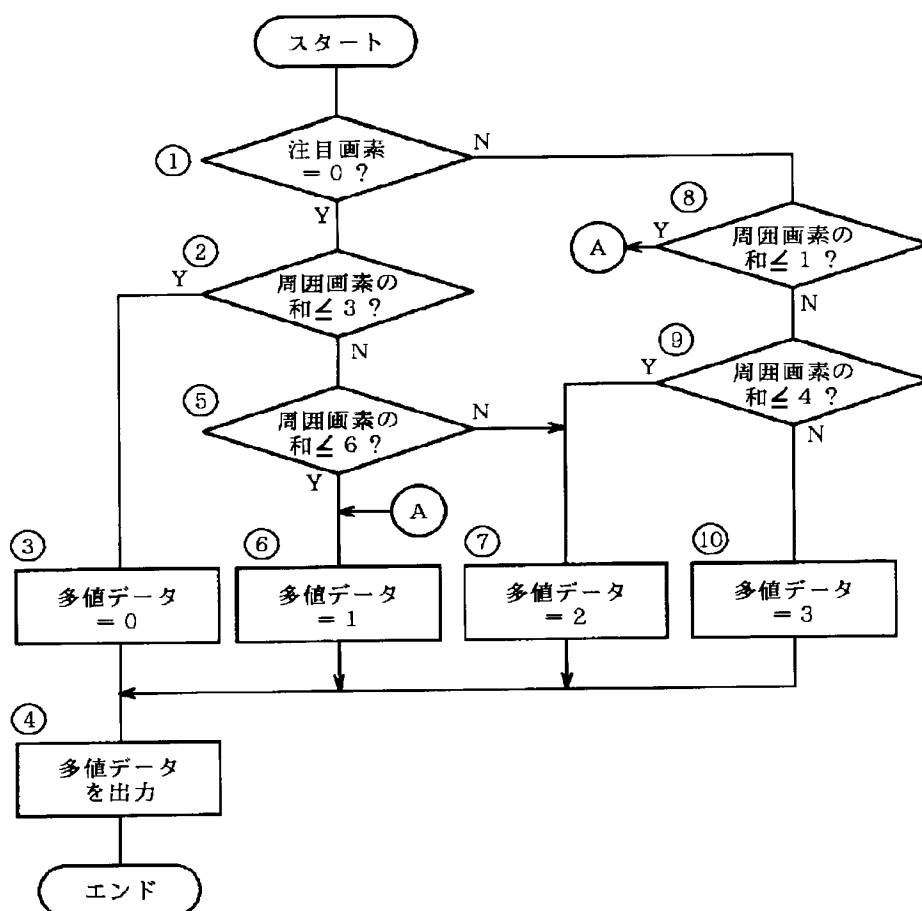 スタート
①
注目画素
= 0 ?
N
Y
②
Y
周囲画素の
和≦ 3 ?
N
⑤
周囲画素の
和≦ 6 ?
N
Y
A
⑧
Y
周囲画素の
和≦ 1 ?
A
N
⑨
Y
周囲画素の
和≦ 4 ?
N
③
多値データ
= 0
⑥
多値データ
= 1
⑦
多値データ
= 2
⑩
多値データ
= 3
④
多値データ
を出力
エンド